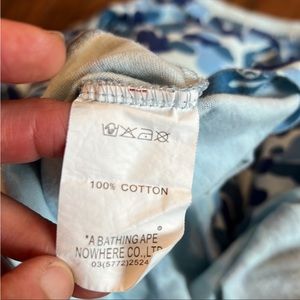 100% COTTON
"A BATHING APE
NOWHERE CO.,LTD
03(5772)2524